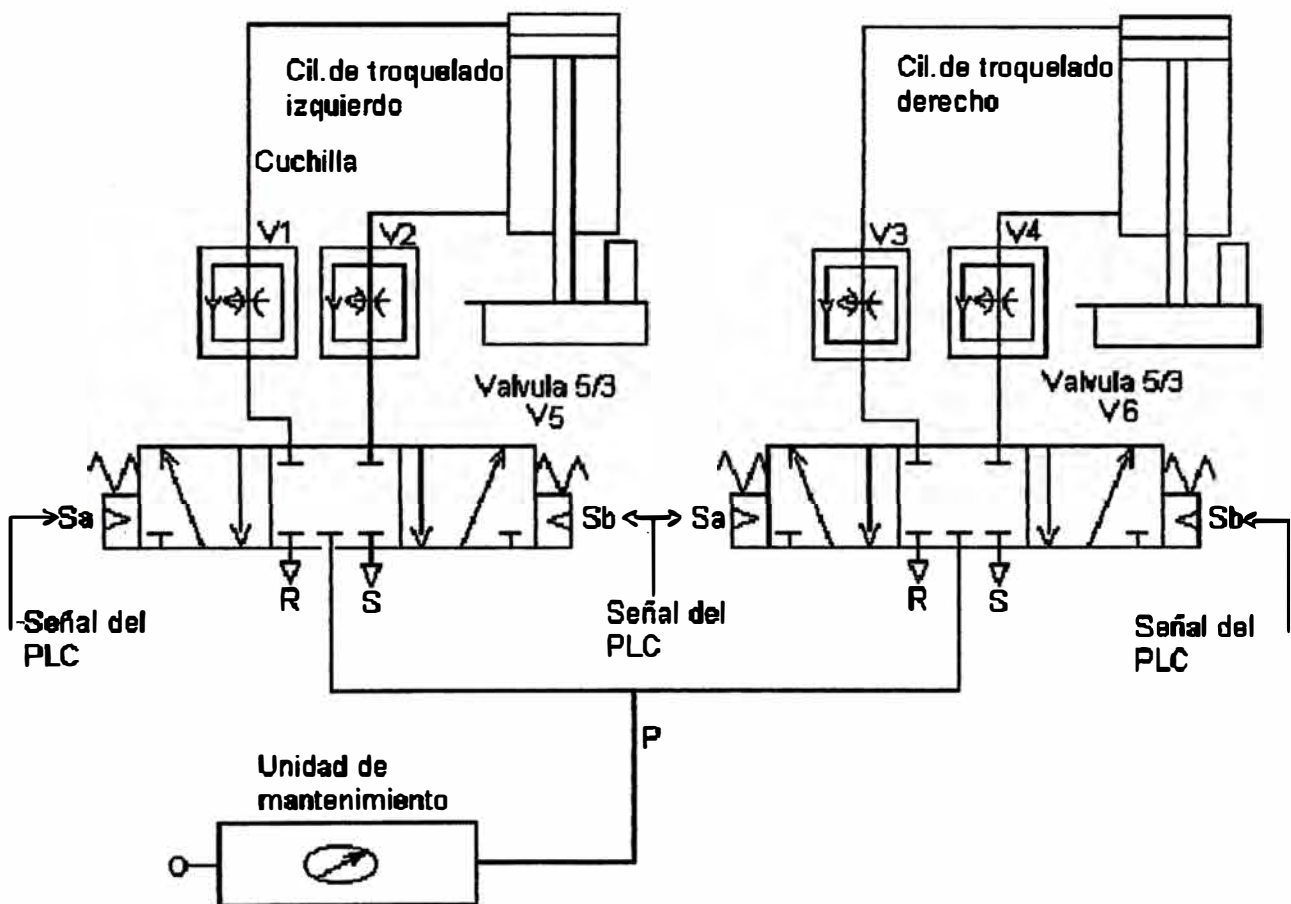 Cil. de troquelado
izquierdo
Cil. de troquelado
derecho
Cuchilla
V1
V2
V3
V4
Valvula 5/3
V5
Valvula 5/3
V6
Sa
Sb
Sa
Sb
R
S
R
S
Señal del
PLC
Señal del
PLC
Señal del
PLC
P
Unidad de
mantenimiento